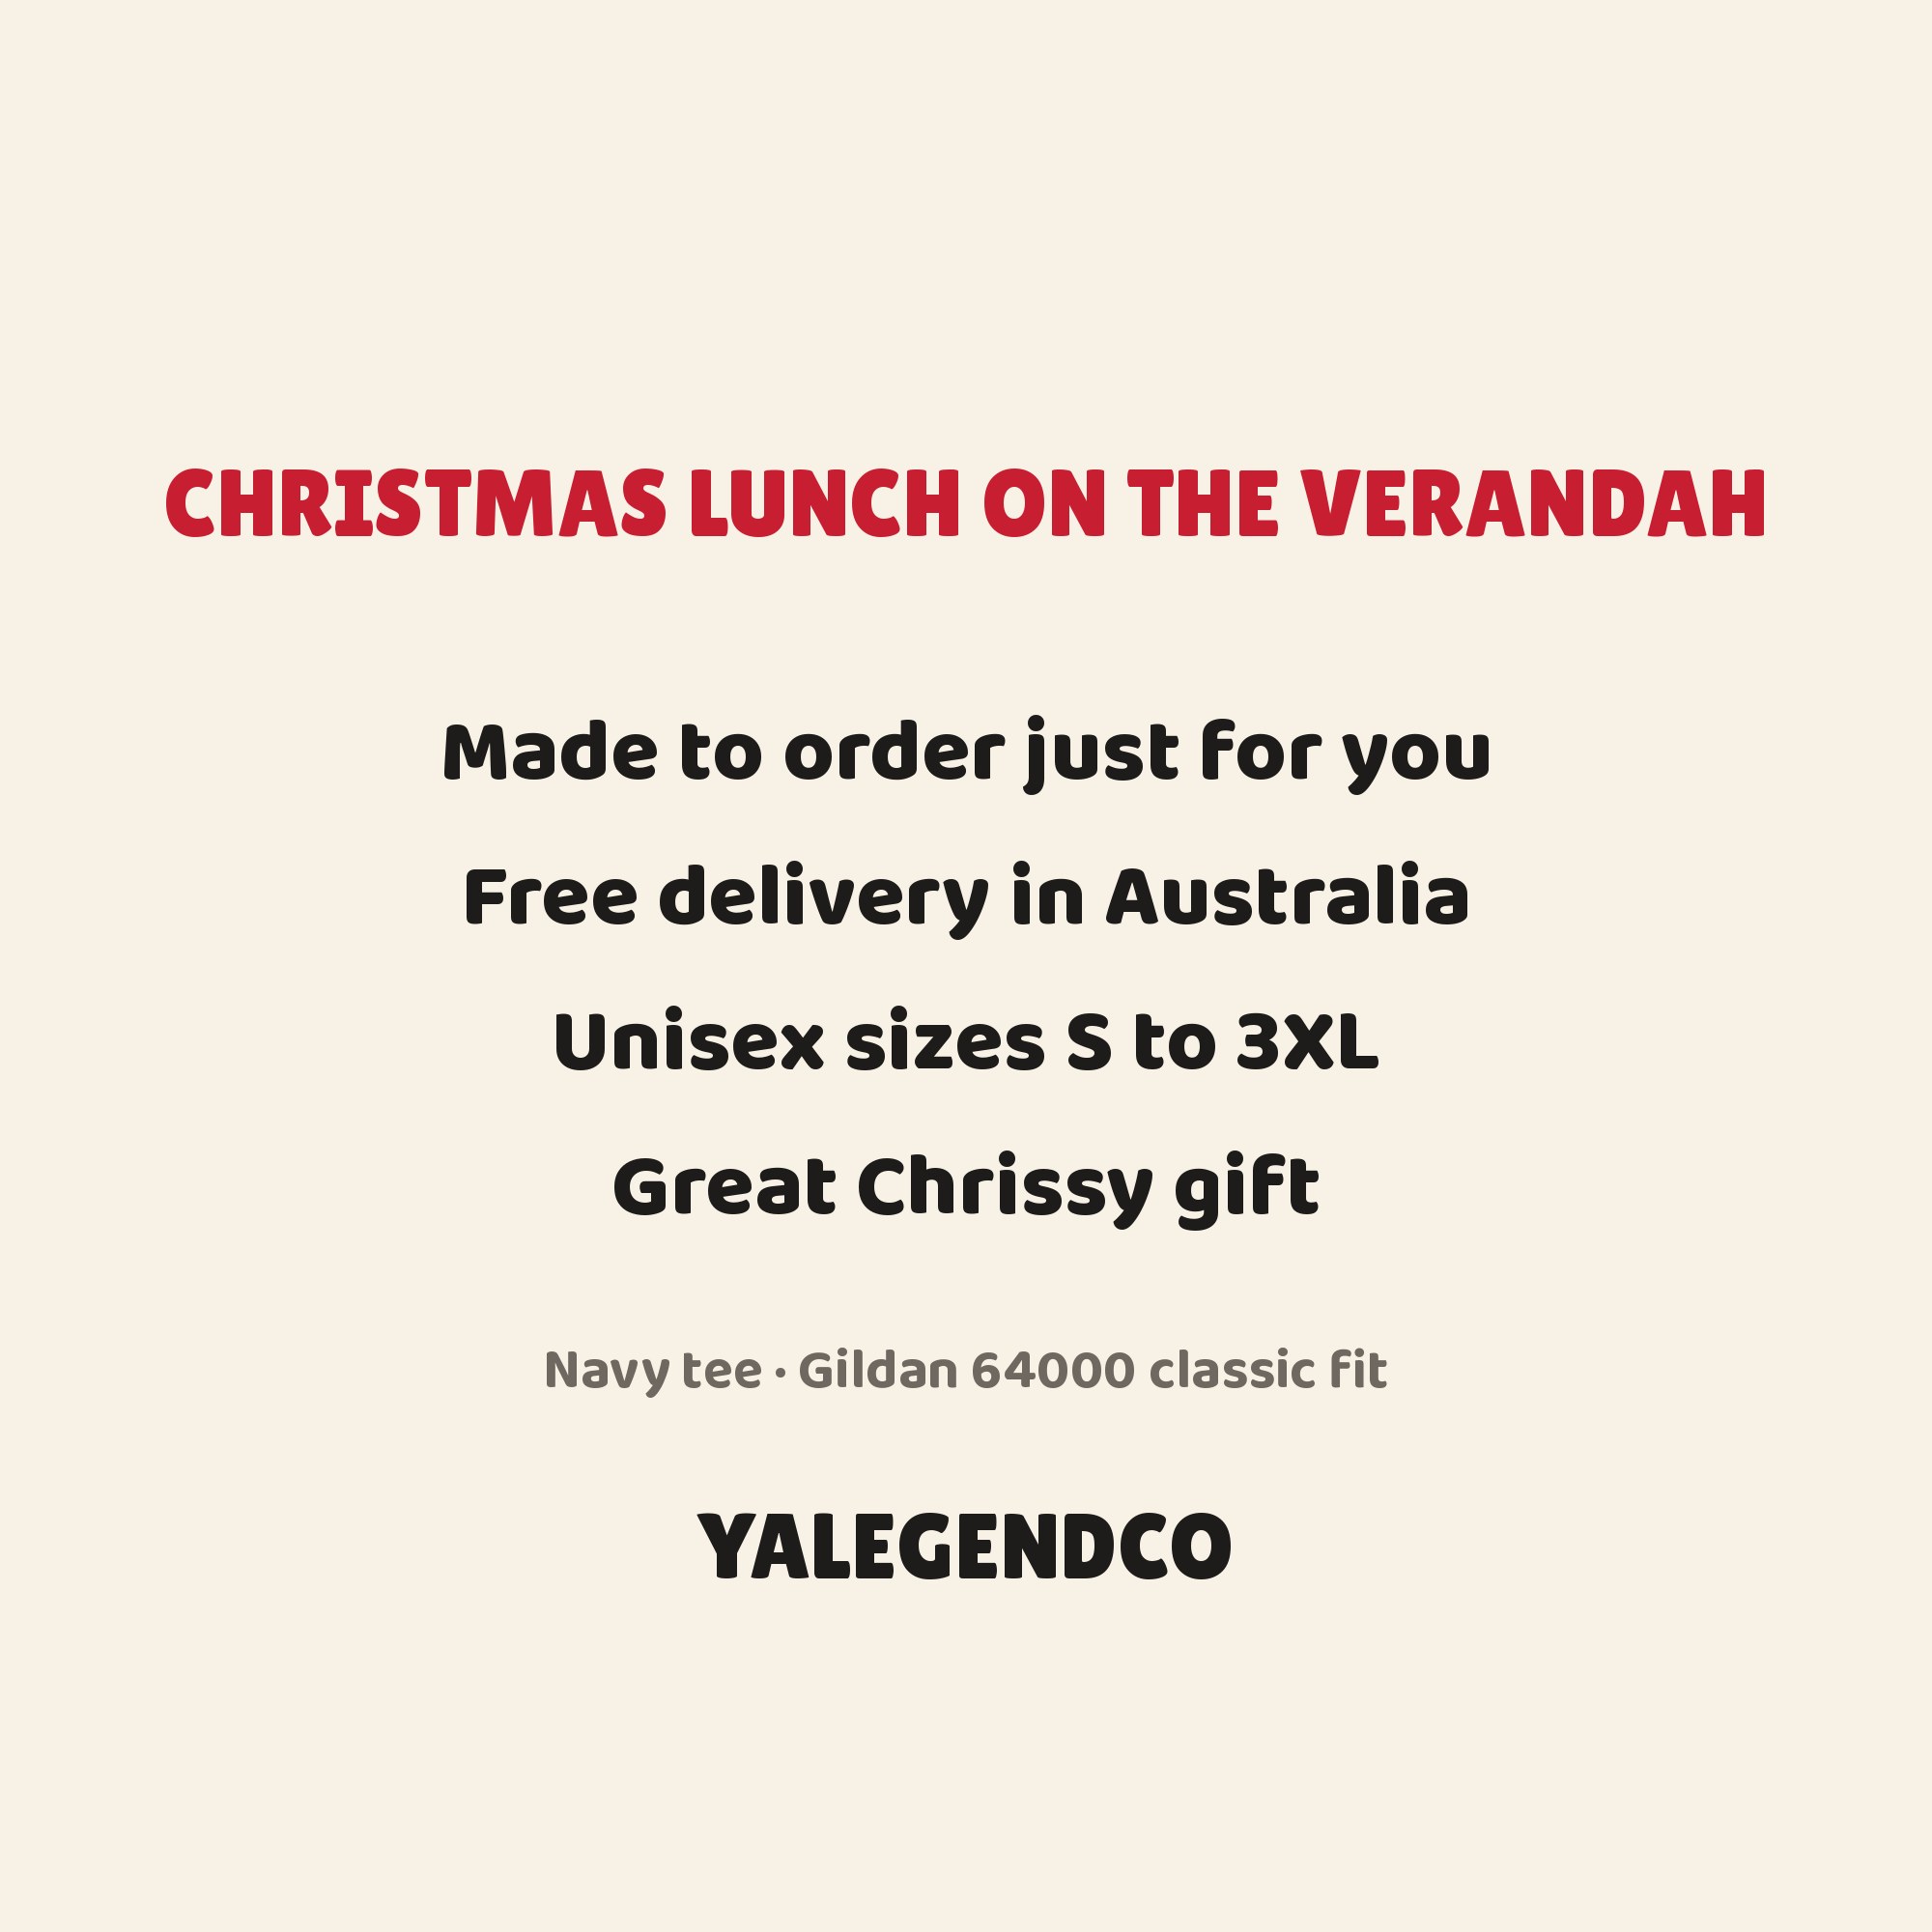 CHRISTMAS LUNCH ON THE VERANDAH
Made to order just for you
Free delivery in Australia
Unisex sizes S to 3XL
Great Chrissy gift
Navy tee · Gildan 64000 classic fit
YALEGENDCO